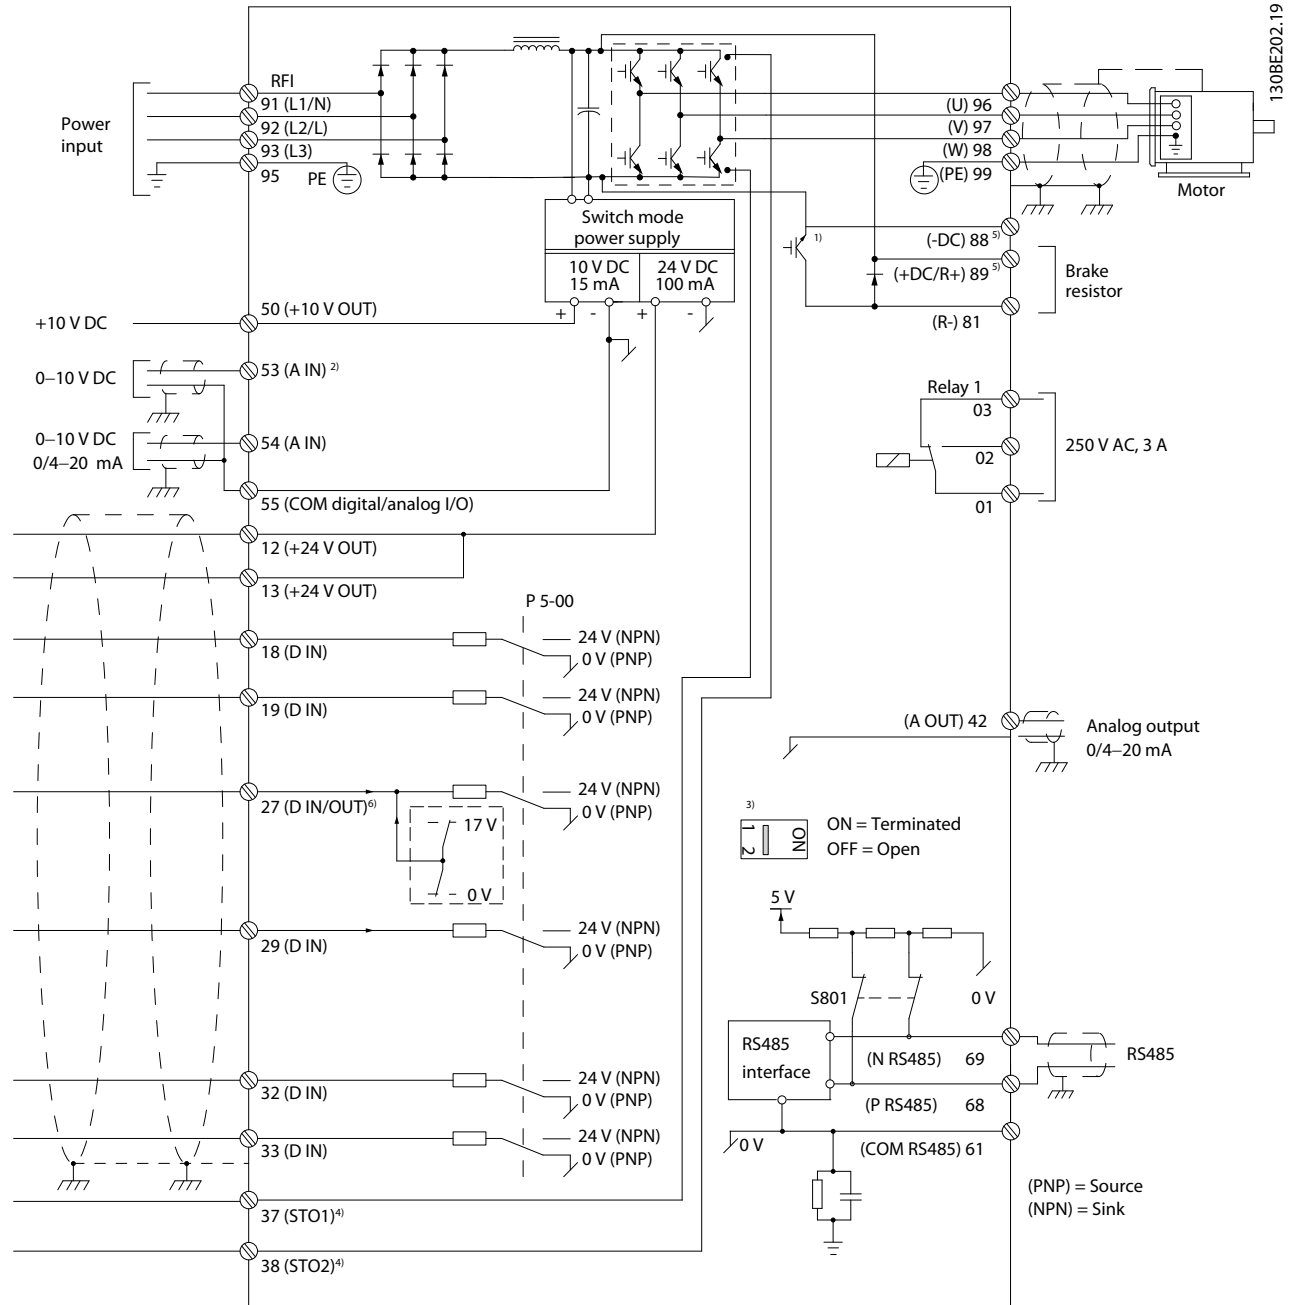 130BE202.19
Power
input
RFI
91 (L1/N)
92 (L2/L)
93 (L3)
95
PE
(U) 96
(V) 97
(W) 98
(PE) 99
Motor
Switch mode
power supply
10 V DC
15 mA
24 V DC
100 mA
+ - + -
1)
(-DC) 88 5)
(+DC/R+) 89 5)
(R-) 81
Brake
resistor
+10 V DC
50 (+10 V OUT)
0–10 V DC
53 (A IN) 2)
0–10 V DC
0/4–20 mA
54 (A IN)
55 (COM digital/analog I/O)
Relay 1
03
02
01
250 V AC, 3 A
12 (+24 V OUT)
13 (+24 V OUT)
P 5-00
18 (D IN)
24 V (NPN)
0 V (PNP)
19 (D IN)
24 V (NPN)
0 V (PNP)
27 (D IN/OUT)6)
24 V (NPN)
0 V (PNP)
17 V
0 V
29 (D IN)
24 V (NPN)
0 V (PNP)
32 (D IN)
24 V (NPN)
0 V (PNP)
33 (D IN)
24 V (NPN)
0 V (PNP)
37 (STO1)4)
38 (STO2)4)
(A OUT) 42
Analog output
0/4–20 mA
3)
1 2
ON
ON = Terminated
OFF = Open
5 V
S801
0 V
RS485
interface
(N RS485) 69
(P RS485) 68
RS485
0 V
(COM RS485) 61
(PNP) = Source
(NPN) = Sink